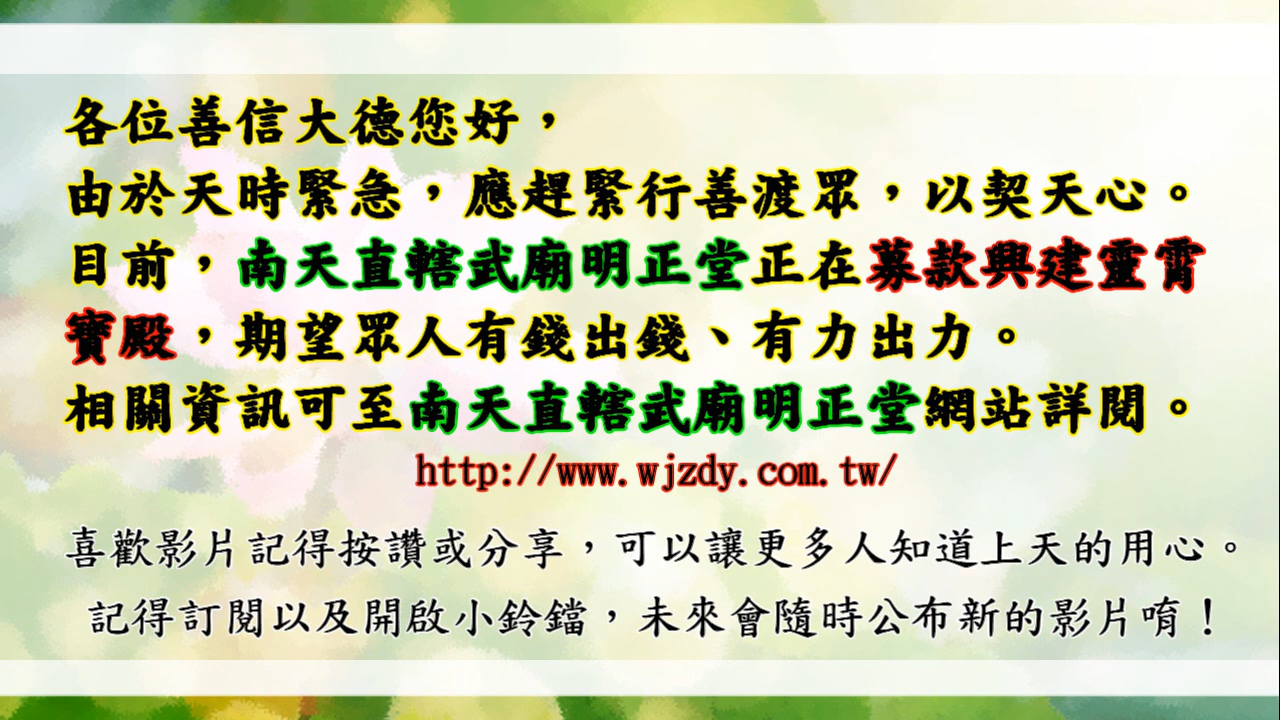 各位善信大德您好，
由於天時緊急，應趕緊行善渡眾，以契天心。
目前，南天直轄武廟明正堂正在募款興建靈霄
寶殿，期望眾人有錢出錢、有力出力。
相關資訊可至南天直轄武廟明正堂網站詳閱。
http://www.wjzdy.com.tw/
喜歡影片記得按讚或分享，可以讓更多人知道上天的用心。
記得訂閱以及開啟小鈴鐺，未來會隨時公布新的影片唷！